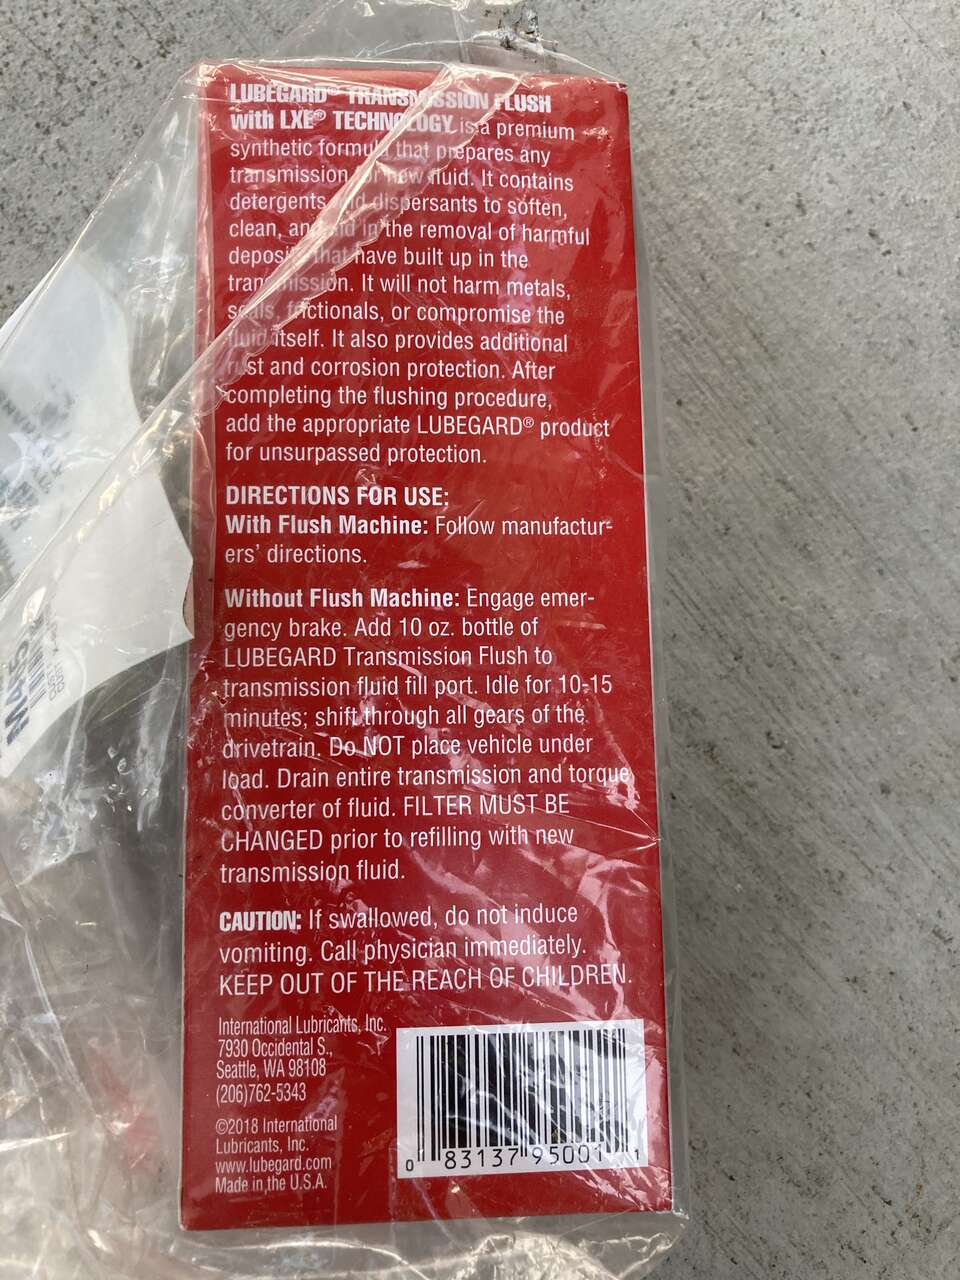 LUBEGARD® TRANSMISSION FLUSH
with LXE® TECHNOLOGY is a premium
synthetic formula that prepares any
transmission for new fluid. It contains
detergents and dispersants to soften,
clean, and aid in the removal of harmful
deposits that have built up in the
transmission. It will not harm metals,
seals, frictionals, or compromise the
fluid itself. It also provides additional
rust and corrosion protection. After
completing the flushing procedure,
add the appropriate LUBEGARD® product
for unsurpassed protection.
DIRECTIONS FOR USE:
With Flush Machine: Follow manufactur-
ers' directions.
Without Flush Machine: Engage emer-
gency brake. Add 10 oz. bottle of
LUBEGARD Transmission Flush to
transmission fluid fill port. Idle for 10-15
minutes; shift through all gears of the
drivetrain. Do NOT place vehicle under
load. Drain entire transmission and torque
converter of fluid. FILTER MUST BE
CHANGED prior to refilling with new
transmission fluid.
CAUTION: If swallowed, do not induce
vomiting. Call physician immediately.
KEEP OUT OF THE REACH OF CHILDREN.
International Lubricants, Inc.
7930 Occidental S.,
Seattle, WA 98108
(206)762-5343
©2018 International
Lubricants, Inc.
www.lubegard.com
Made in the U.S.A.
0 83137 95001 1